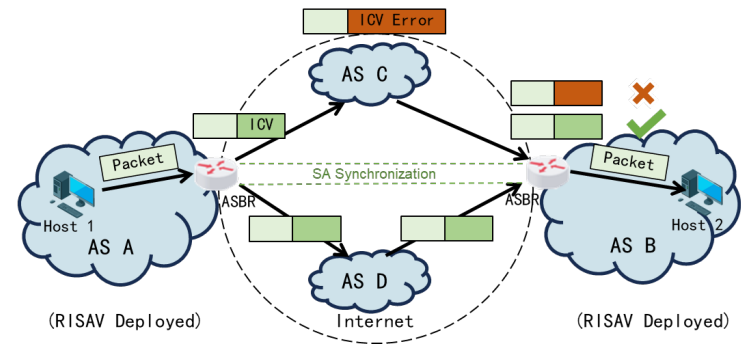 ICV Error
AS C
ICV
Packet
Packet
SA Synchronization
ASBR
ASBR
Host 1
Host 2
AS A
AS B
AS D
(RISAV Deployed)
Internet
(RISAV Deployed)